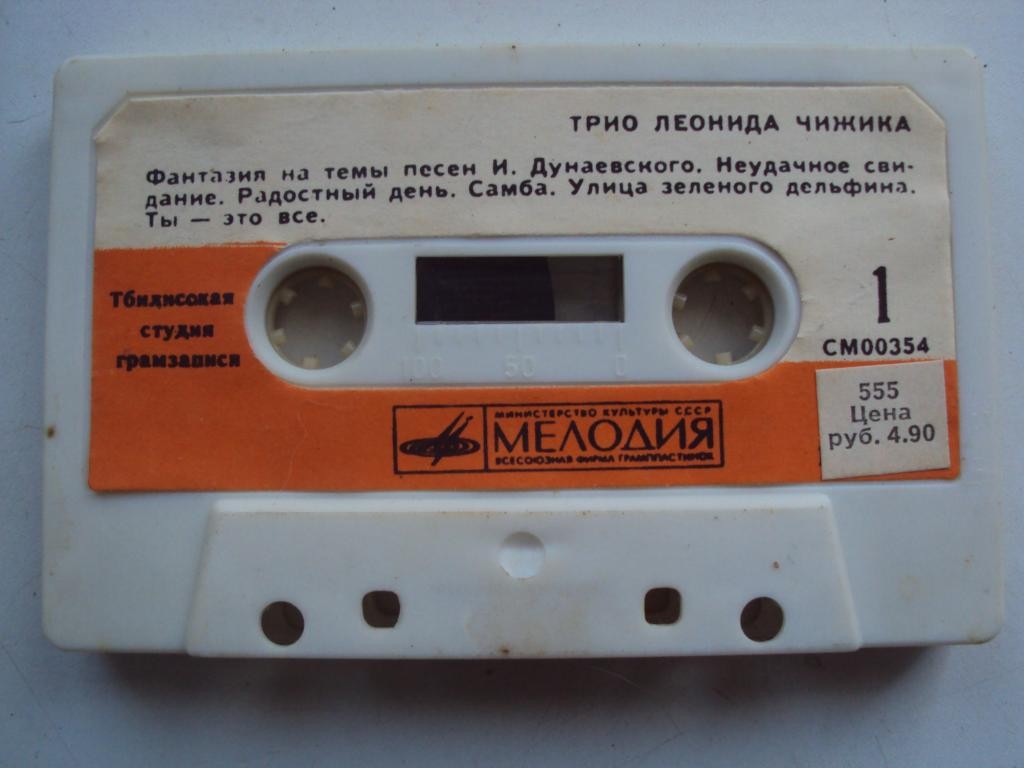 ТРИО ЛЕОНИДА ЧИЖИКА
Фантазия на темы песен И. Дунаевского. Неудачное сви-
дание. Радостный день. Самба. Улица зеленого дельфина.
Ты — это все.
Тбилисская
студия
грамзаписи
1
СМ00354
100 50 0
МИНИСТЕРСТВО КУЛЬТУРЫ СССР
МЕЛОДИЯ
ВСЕСОЮЗНАЯ ФИРМА ГРАМПЛАСТИНОК
555
Цена
руб. 4.90